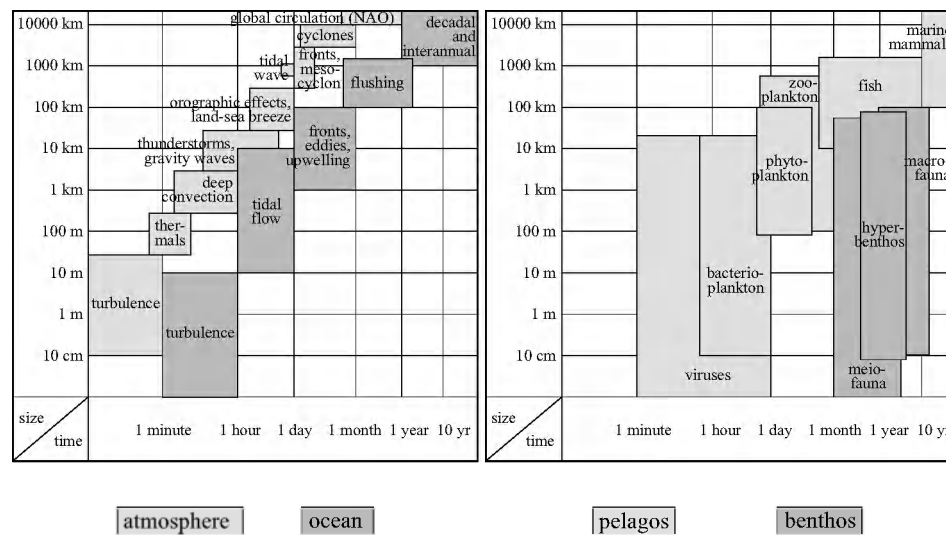 global circulation (NAO)
10000 km
cyclones
decadal
and
interannual
fronts,
meso-
cyclon
1000 km
tidal
wave
flushing
100 km
orographic effects,
land-sea breeze
fronts,
eddies,
upwelling
10 km
thunderstorms,
gravity waves
1 km
deep
convection
tidal
flow
100 m
ther-
mals
10 m
turbulence
1 m
turbulence
10 cm
size
time
1 minute
1 hour
1 day
1 month
1 year
10 yr
atmosphere
ocean
10000 km
marine
mammals
1000 km
zoo-
plankton
fish
100 km
10 km
phyto-
plankton
macro-
fauna
1 km
100 m
hyper-
benthos
10 m
bacterio-
plankton
1 m
10 cm
viruses
meio-
fauna
size
time
1 minute
1 hour
1 day
1 month
1 year
10 yr
pelagos
benthos